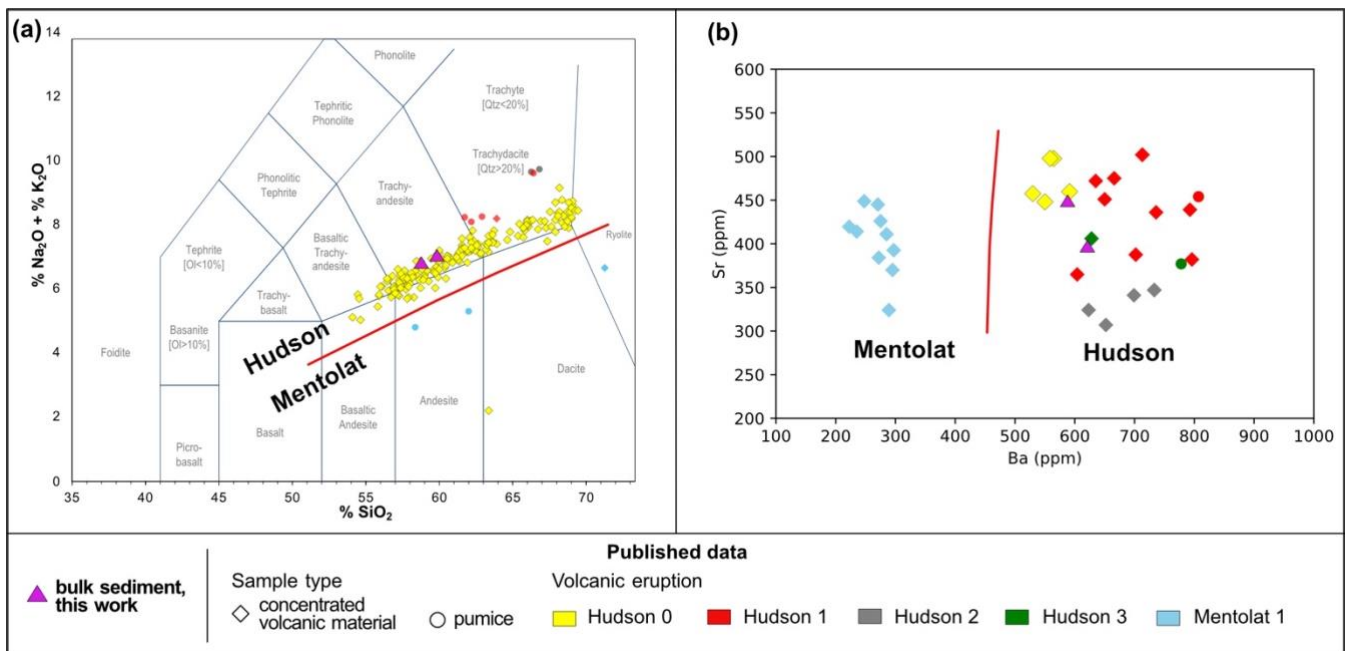 (a)
14
12
10
8
6
4
2
0
% Na₂O + % K₂O
35
40
45
50
55
60
65
70
% SiO₂
Phonolite
Trachyte
[Qtz<20%]
Tephritic
Phonolite
Trachydacite
[Qtz>20%]
Phonolitic
Tephrite
Trachy-
andesite
Ryolite
Tephrite
[Ol<10%]
Basaltic
Trachy-
andesite
Trachy-
basalt
Basanite
[Ol>10%]
Foidite
Hudson
Mentolat
Dacite
Picro-
basalt
Basalt
Basaltic
Andesite
Andesite
(b)
600
550
500
450
400
350
300
250
200
Sr (ppm)
Mentolat
Hudson
100
200
300
400
500
600
700
800
900
1000
Ba (ppm)
bulk sediment,
this work
Published data
Sample type
concentrated
volcanic material
pumice
Volcanic eruption
Hudson 0
Hudson 1
Hudson 2
Hudson 3
Mentolat 1